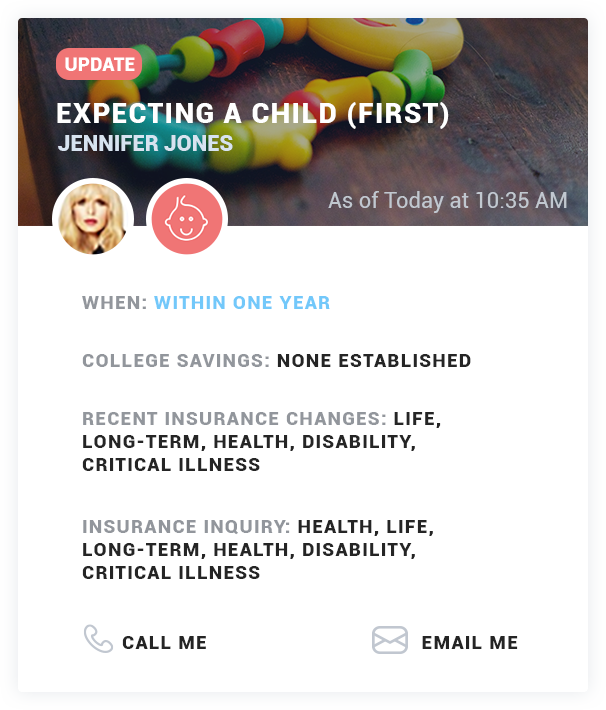 UPDATE
EXPECTING A CHILD (FIRST)
JENNIFER JONES
As of Today at 10:35 AM
WHEN: WITHIN ONE YEAR
COLLEGE SAVINGS: NONE ESTABLISHED
RECENT INSURANCE CHANGES: LIFE,
LONG-TERM, HEALTH, DISABILITY,
CRITICAL ILLNESS
INSURANCE INQUIRY: HEALTH, LIFE,
LONG-TERM, HEALTH, DISABILITY,
CRITICAL ILLNESS
CALL ME
EMAIL ME